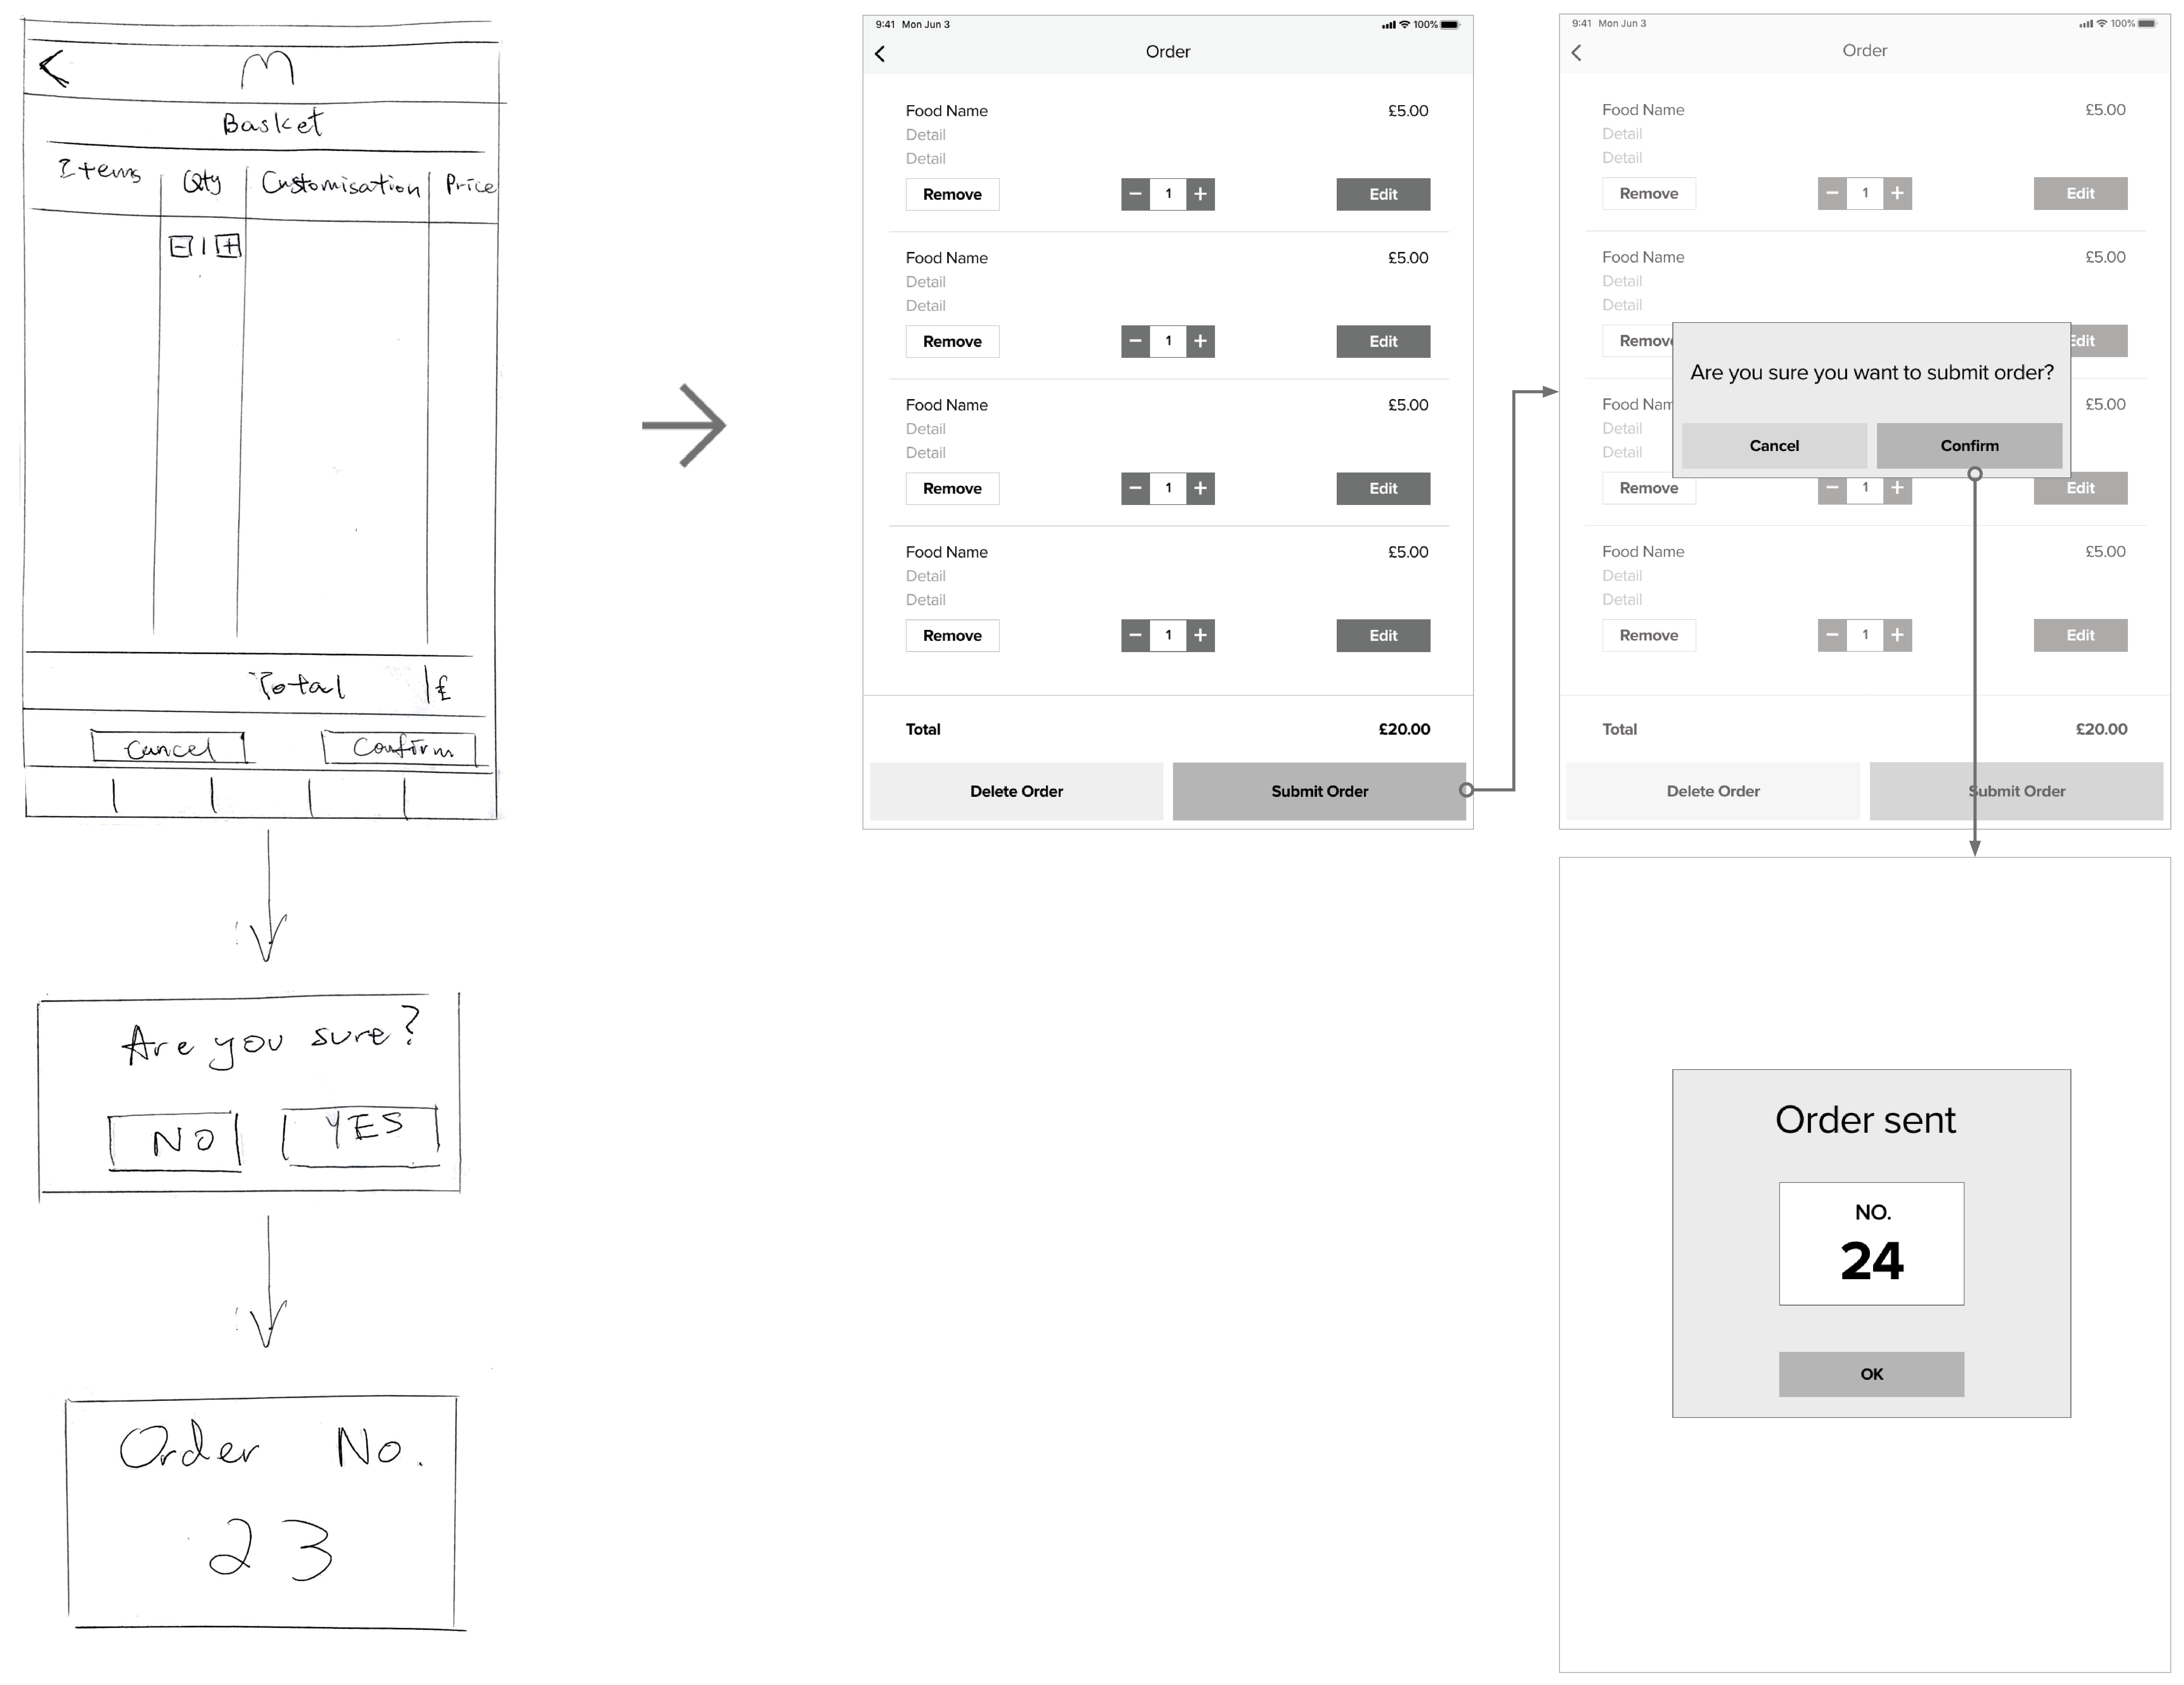 M
Basket
Items Qty Customisation Price
- 1 +
Total £
Cancel Confirm
Are you sure?
NO YES
Order No.
23
9:41 Mon Jun 3 100%
Order
Food Name £5.00
Detail
Detail
Remove − 1 + Edit
Food Name £5.00
Detail
Detail
Remove − 1 + Edit
Food Name £5.00
Detail
Detail
Remove − 1 + Edit
Food Name £5.00
Detail
Detail
Remove − 1 + Edit
Total £20.00
Delete Order Submit Order
9:41 Mon Jun 3 100%
Order
Food Name £5.00
Detail
Detail
Remove − 1 + Edit
Food Name £5.00
Detail
Detail
Remov Edit
Are you sure you want to submit order?
Cancel Confirm
Food Nam £5.00
Detail
Detail
Remove − 1 + Edit
Food Name £5.00
Detail
Detail
Remove − 1 + Edit
Total £20.00
Delete Order Submit Order
Order sent
NO.
24
OK